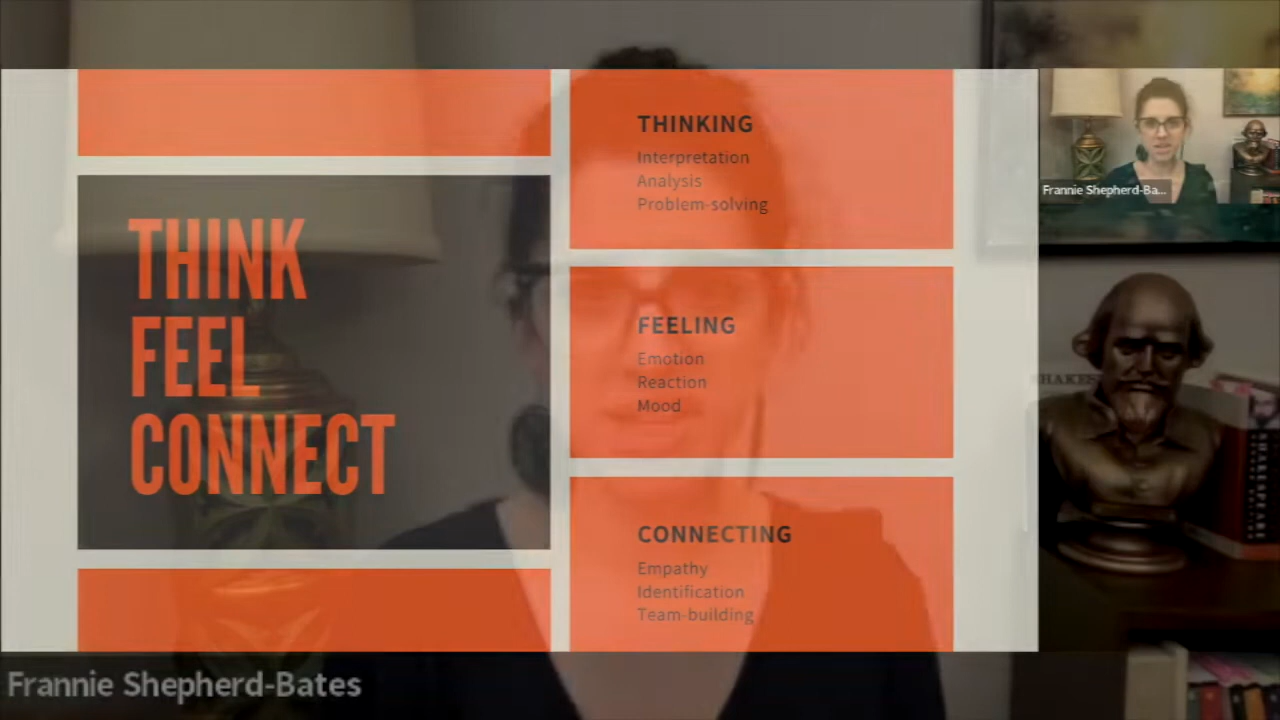 THINK
FEEL
CONNECT
THINKING
Interpretation
Analysis
Problem-solving
FEELING
Emotion
Reaction
Mood
CONNECTING
Empathy
Identification
Team-building
Frannie Shepherd-Ba...
SHAKESPEARE
Frannie Shepherd-Bates